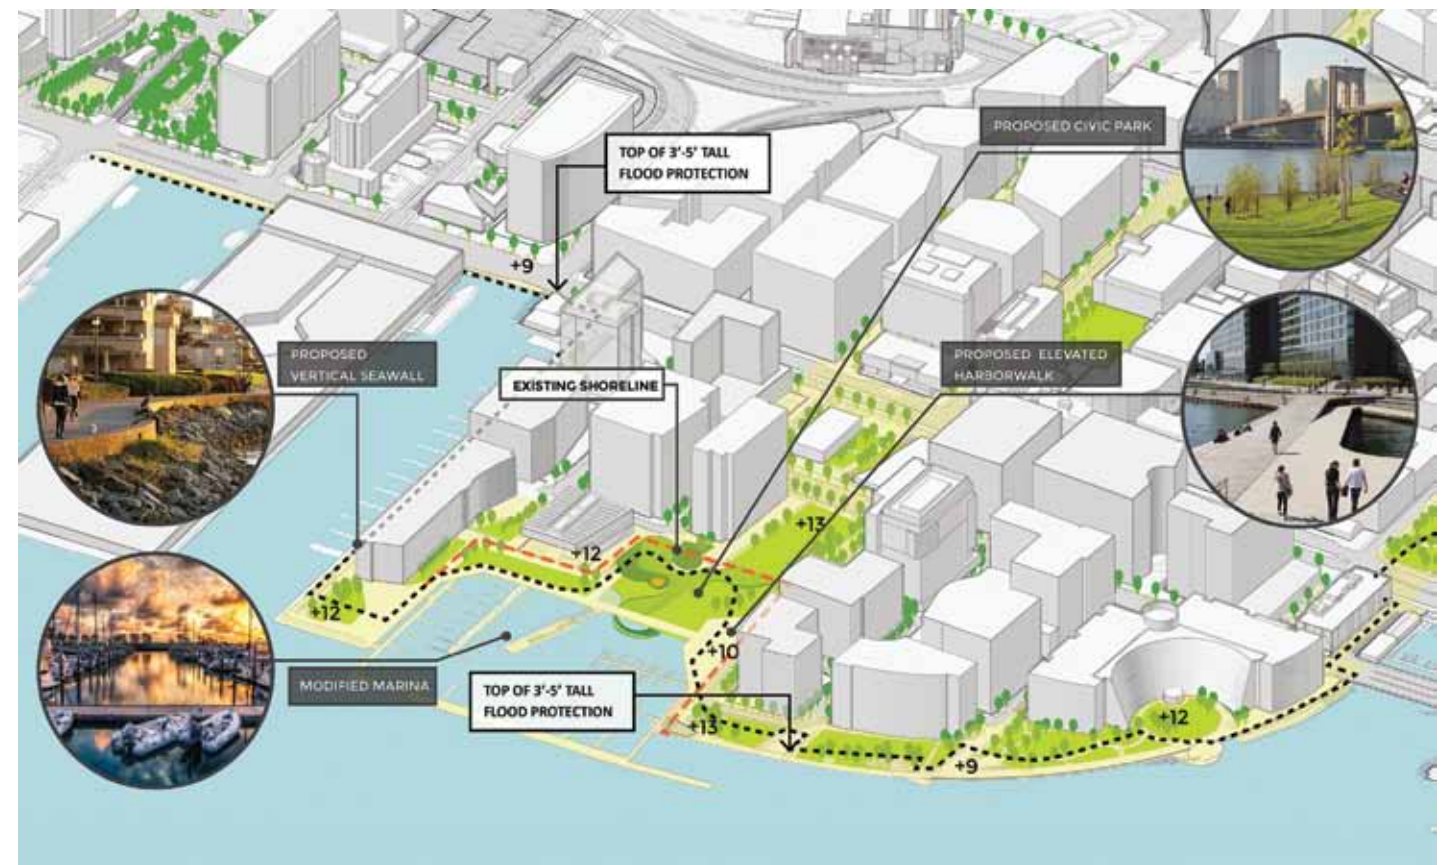 PROPOSED CIVIC PARK
TOP OF 3'-5' TALL
FLOOD PROTECTION
+9
PROPOSED
VERTICAL SEAWALL
EXISTING SHORELINE
PROPOSED ELEVATED
HARBORWALK
+13
+12
+12
+10
MODIFIED MARINA
TOP OF 3'-5' TALL
FLOOD PROTECTION
+13
+12
+9